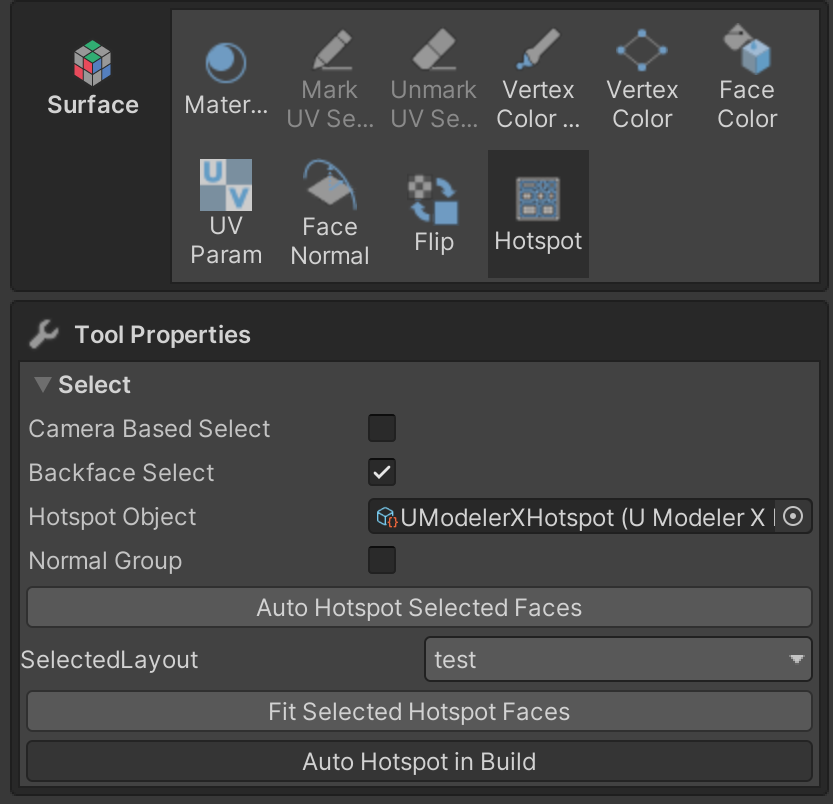 Surface
Mater...
Mark
UV Se...
Unmark
UV Se...
Vertex
Color ...
Vertex
Color
Face
Color
UV
UV
Param
Face
Normal
Flip
Hotspot
Tool Properties
Select
Camera Based Select
Backface Select
Hotspot Object
UModelerXHotspot (U Modeler X
Normal Group
Auto Hotspot Selected Faces
SelectedLayout
test
Fit Selected Hotspot Faces
Auto Hotspot in Build